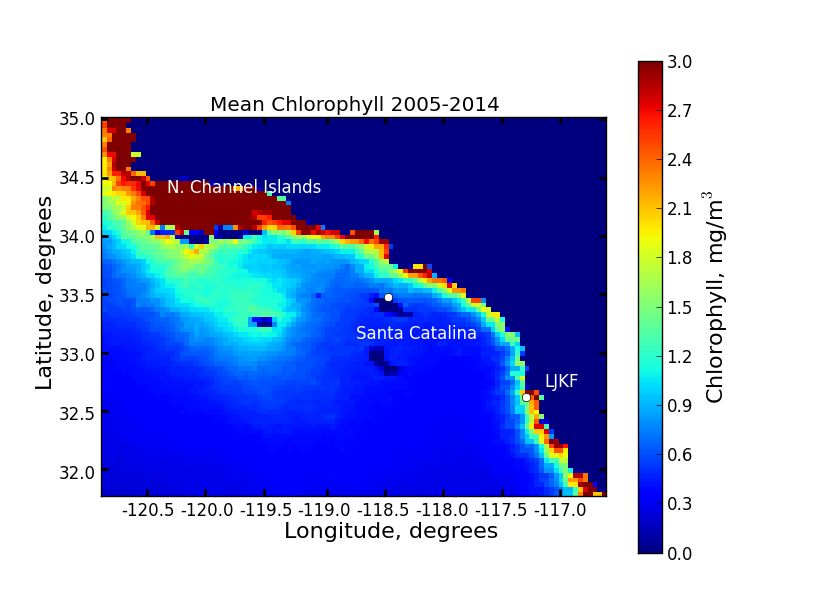 Mean Chlorophyll 2005-2014
35.0
34.5
34.0
33.5
33.0
32.5
32.0
Latitude, degrees
N. Channel Islands
Santa Catalina
LJKF
-120.5 -120.0 -119.5 -119.0 -118.5 -118.0 -117.5 -117.0
Longitude, degrees
3.0
2.7
2.4
2.1
1.8
1.5
1.2
0.9
0.6
0.3
0.0
Chlorophyll, mg/m³